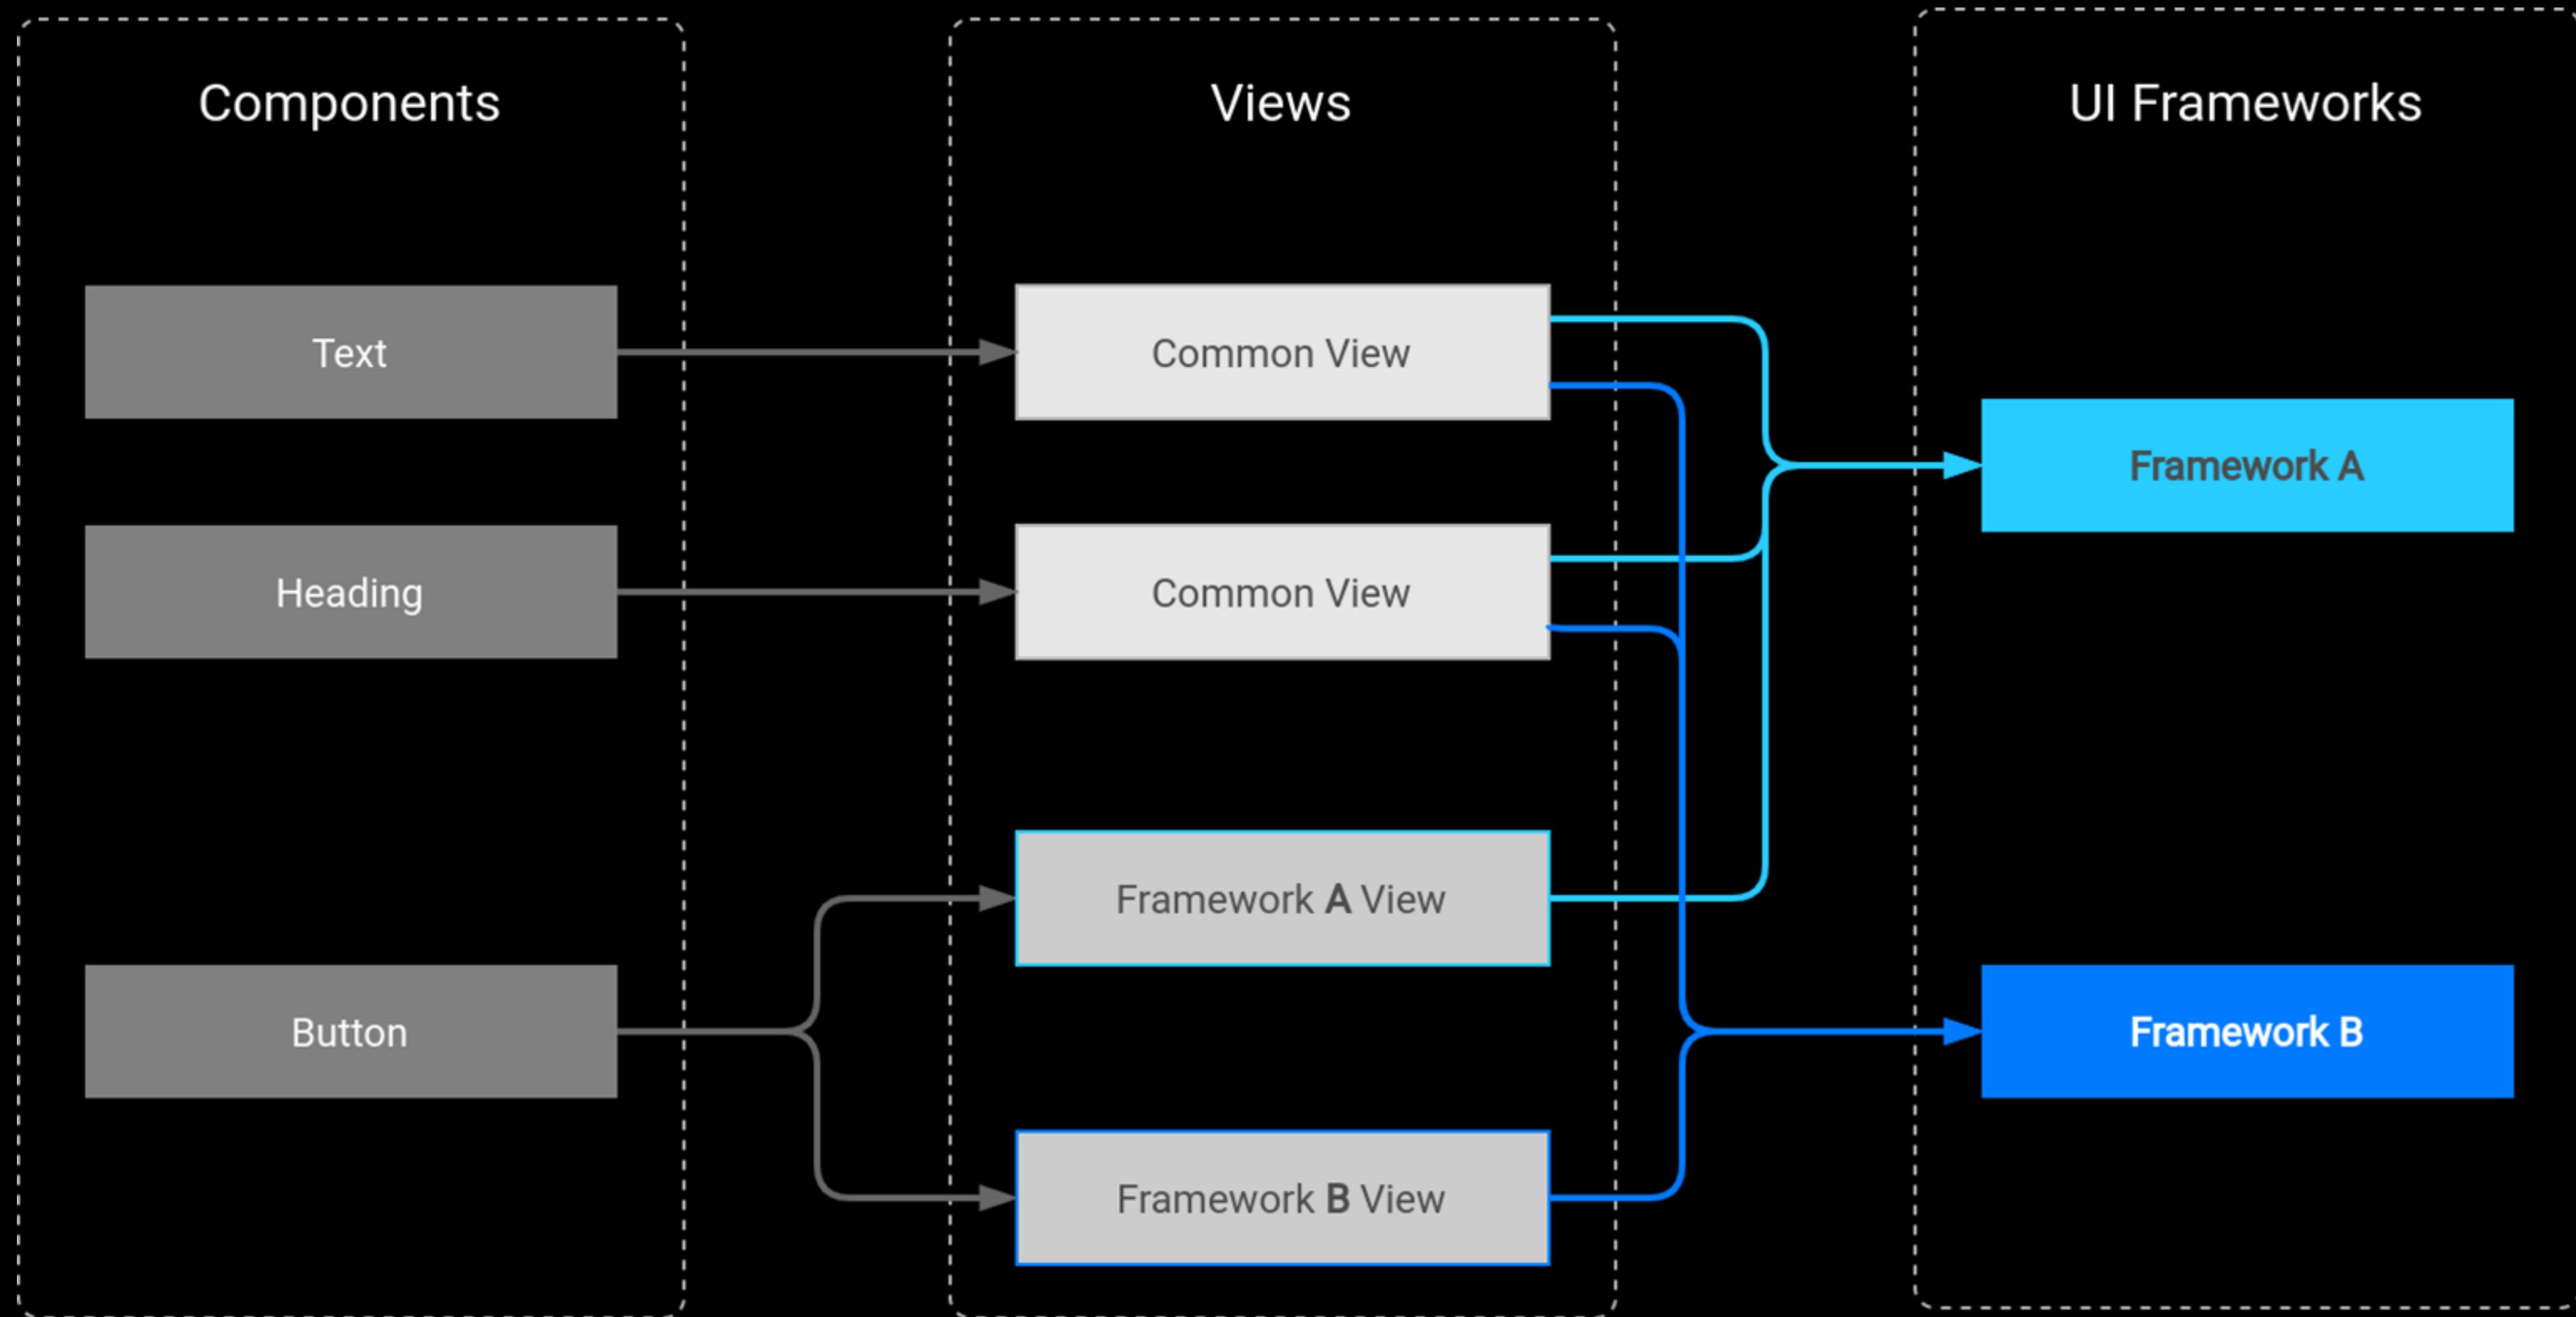 Components
Text
Heading
Button
Views
Common View
Common View
Framework A View
Framework B View
UI Frameworks
Framework A
Framework B